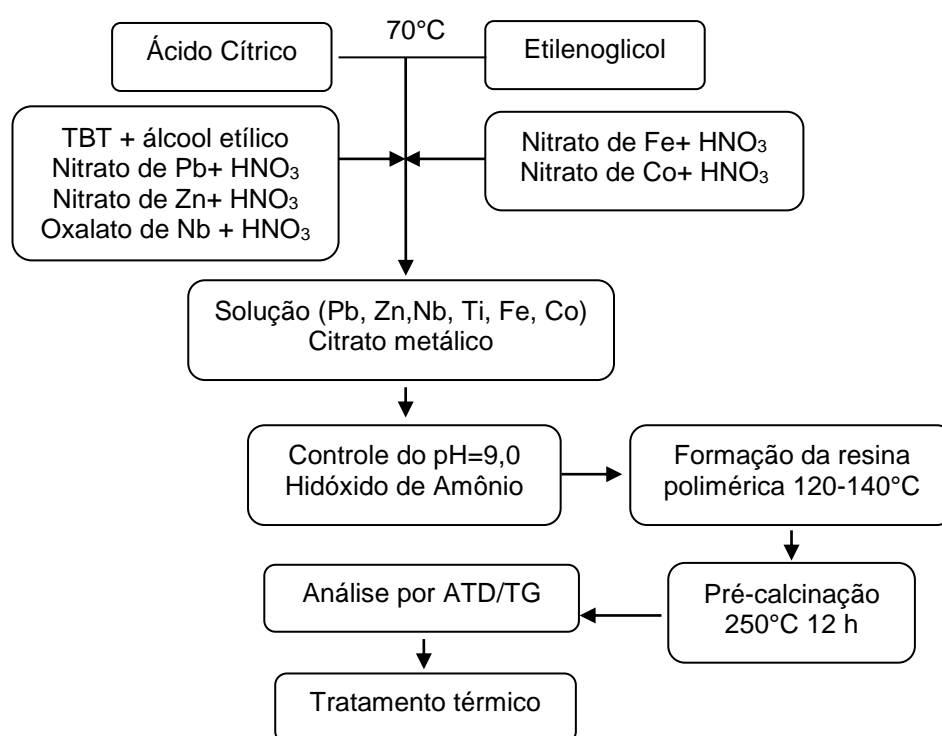 70°C
Ácido Cítrico
Etilenoglicol
TBT + álcool etílico
Nitrato de Pb+ HNO₃
Nitrato de Zn+ HNO₃
Oxalato de Nb + HNO₃
Nitrato de Fe+ HNO₃
Nitrato de Co+ HNO₃
Solução (Pb, Zn,Nb, Ti, Fe, Co)
Citrato metálico
Controle do pH=9,0
Hidóxido de Amônio
Formação da resina
polimérica 120-140°C
Pré-calcinação
250°C 12 h
Análise por ATD/TG
Tratamento térmico